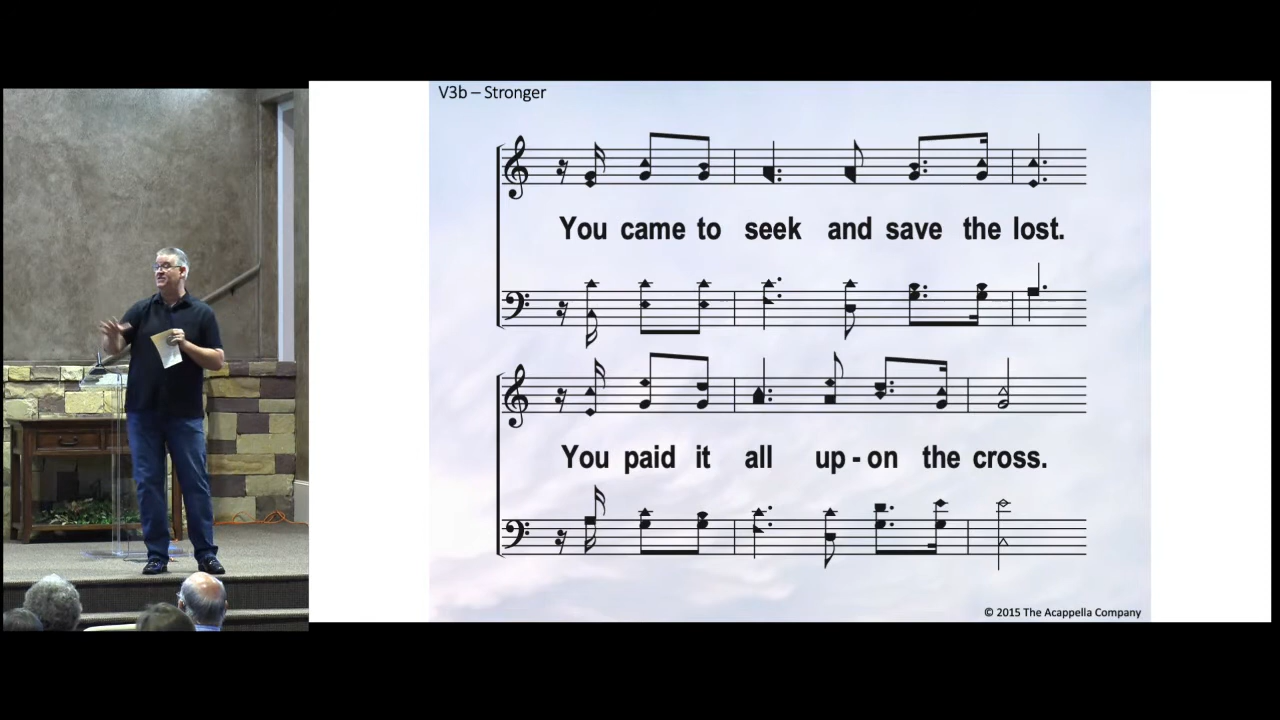 V3b – Stronger
You came to seek and save the lost.
You paid it all up - on the cross.
© 2015 The Acappella Company